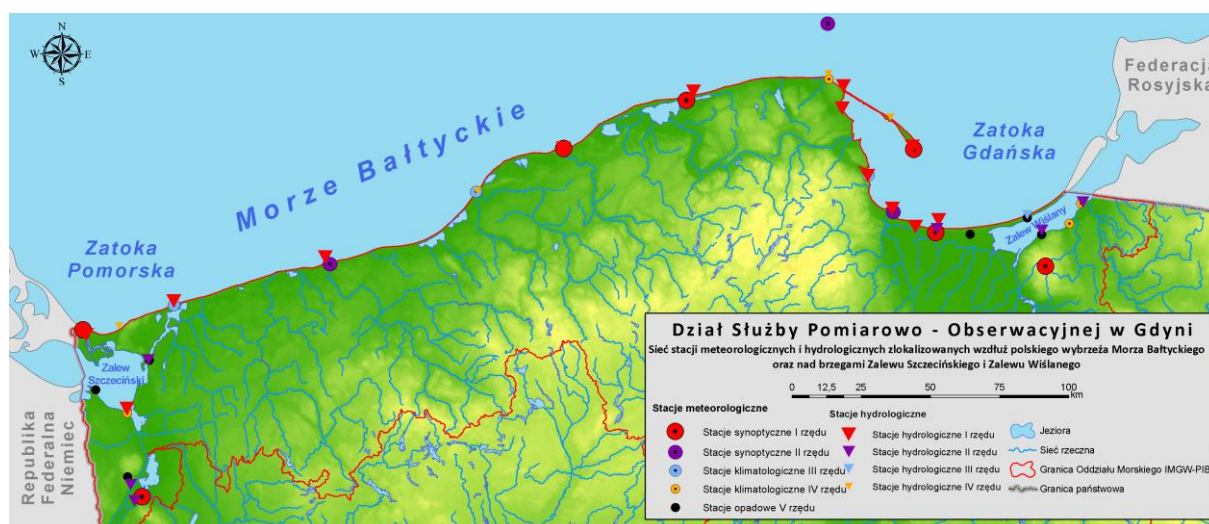 N
W E
S
Federacja
Rosyjska
Morze Bałtyckie
Zatoka
Gdańska
Zatoka
Pomorska
Zalew Wiślany
Zalew
Szczeciński
Republika
Federalna
Niemiec
Dział Służby Pomiarowo - Obserwacyjnej w Gdyni
Sieć stacji meteorologicznych i hydrologicznych zlokalizowanych wzdłuż polskiego wybrzeża Morza Bałtyckiego
oraz nad brzegami Zalewu Szczecińskiego i Zalewu Wiślanego
0 12,5 25 50 75 100
km
Stacje meteorologiczne
Stacje synoptyczne I rzędu
Stacje synoptyczne II rzędu
Stacje klimatologiczne III rzędu
Stacje klimatologiczne IV rzędu
Stacje opadowe V rzędu
Stacje hydrologiczne
Stacje hydrologiczne I rzędu
Stacje hydrologiczne II rzędu
Stacje hydrologiczne III rzędu
Stacje hydrologiczne IV rzędu
Jeziora
Sieć rzeczna
Granica Oddziału Morskiego IMGW-PIB
Granica państwowa